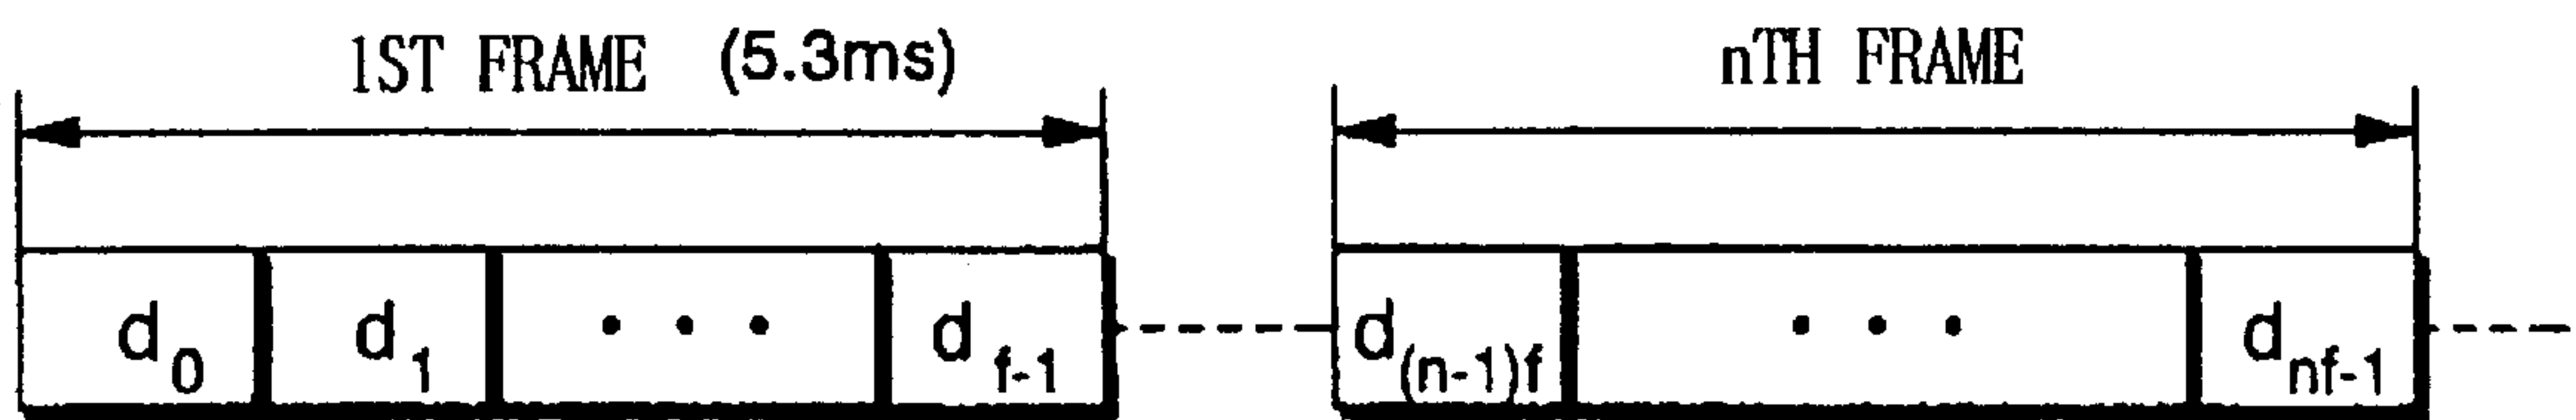 1ST FRAME (5.3ms) nTH FRAME
d0 d1 • • • df-1 d(n-1)f • • • dnf-1